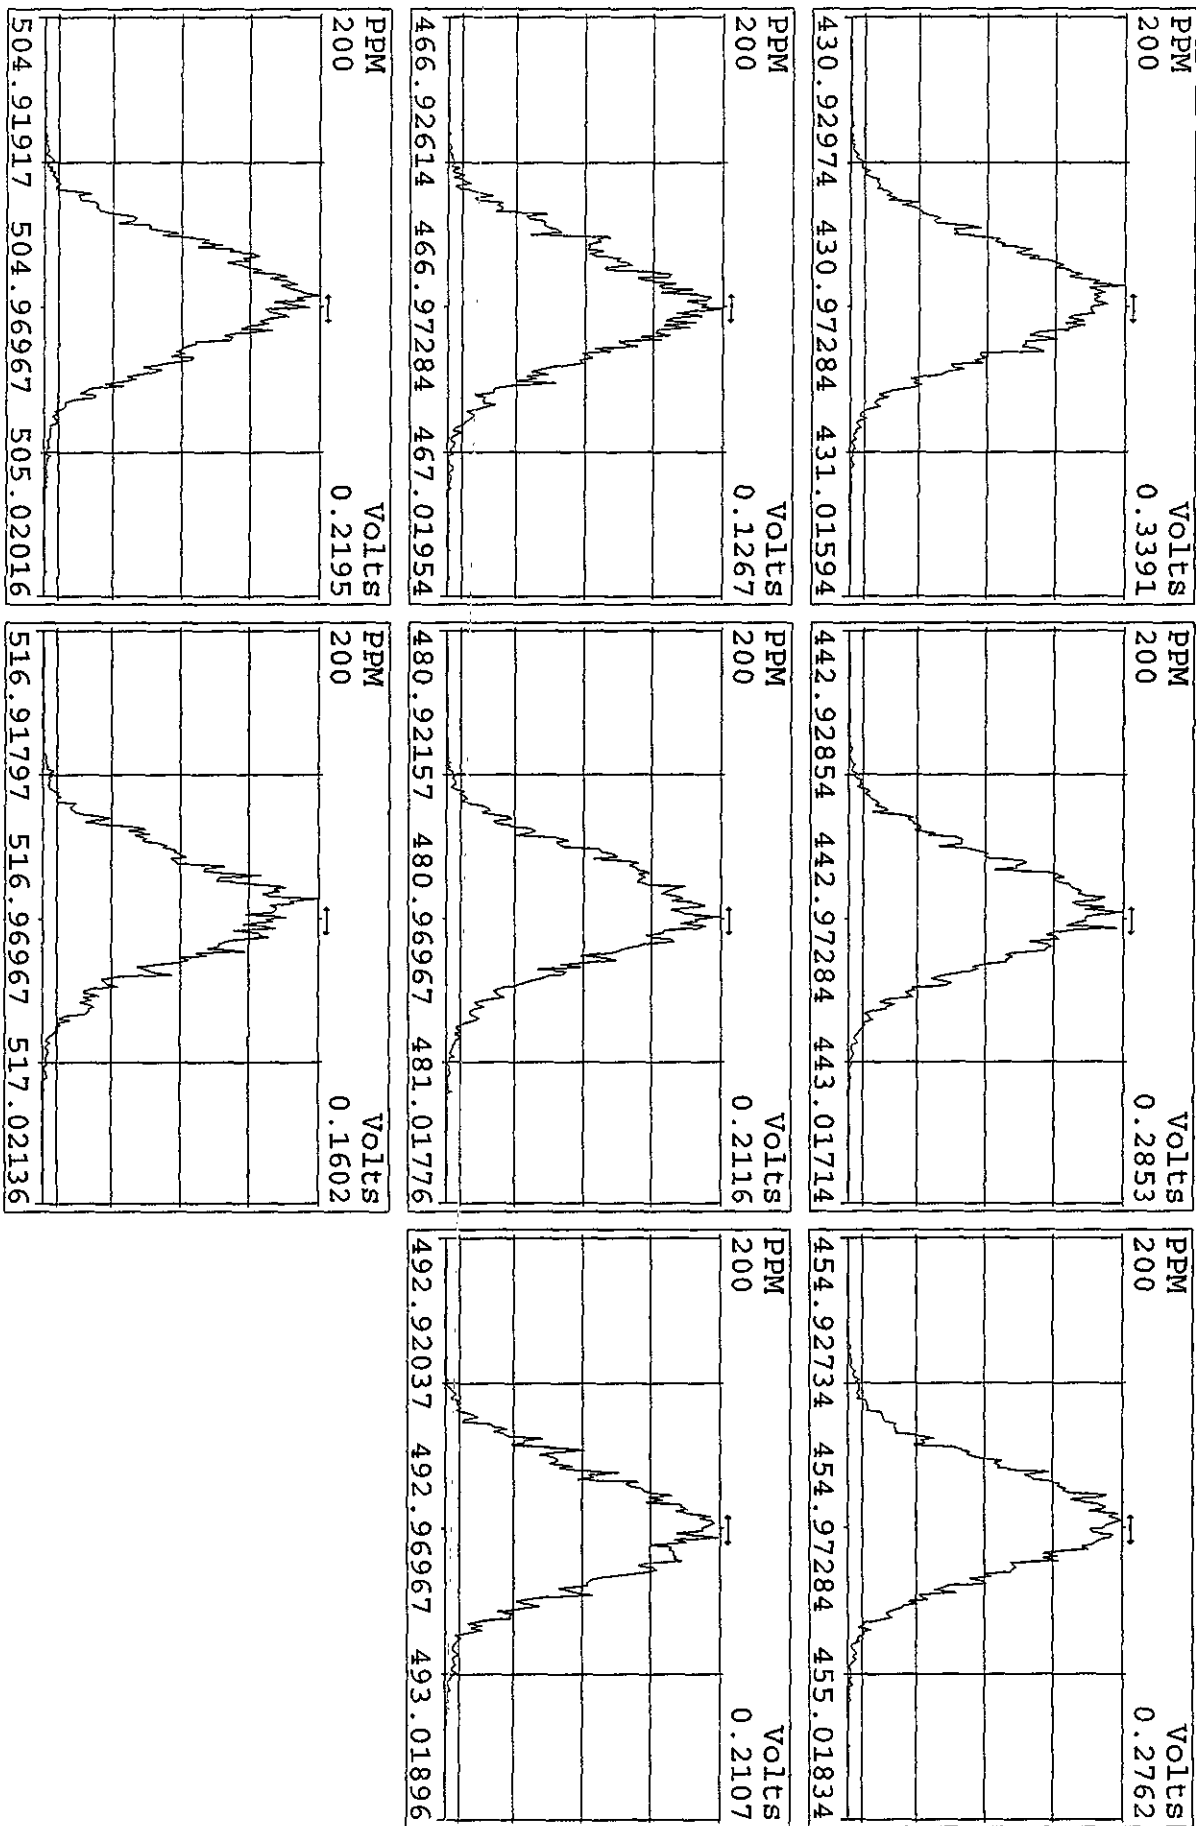 PPM Volts
200 0.3391
430.92974 430.97284 431.01594
PPM Volts
200 0.2853
442.92854 442.97284 443.01714
PPM Volts
200 0.2762
454.92734 454.97284 455.01834
PPM Volts
200 0.1267
466.92614 466.97284 467.01954
PPM Volts
200 0.2116
480.92157 480.96967 481.01776
PPM Volts
200 0.2107
492.92037 492.96967 493.01896
PPM Volts
200 0.2195
504.91917 504.96967 505.02016
PPM Volts
200 0.1602
516.91797 516.96967 517.02136